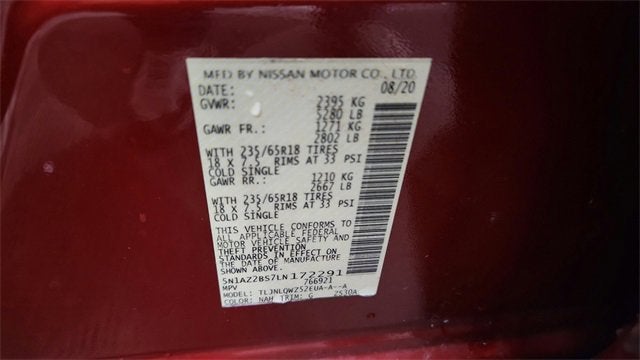 MFD BY NISSAN MOTOR CO., LTD.
DATE: 08/20
GVWR: 2395 KG
5280 LB
GAWR FR.: 1271 KG
2802 LB
WITH 235/65R18 TIRES
18 X 7.5 RIMS AT 33 PSI
COLD SINGLE
GAWR RR.: 1210 KG
2667 LB
WITH 235/65R18 TIRES
18 X 7.5 RIMS AT 33 PSI
COLD SINGLE
THIS VEHICLE CONFORMS TO
ALL APPLICABLE FEDERAL
MOTOR VEHICLE SAFETY AND
THEFT PREVENTION
STANDARDS IN EFFECT ON
THE DATE OF MANUFACTURE
SHOWN ABOVE.
5N1AZ2BS7LN172291
MPV 766921
MODEL: TLJNLQWZ52EUA-A--A
COLOR: NAH TRIM: G 2530A